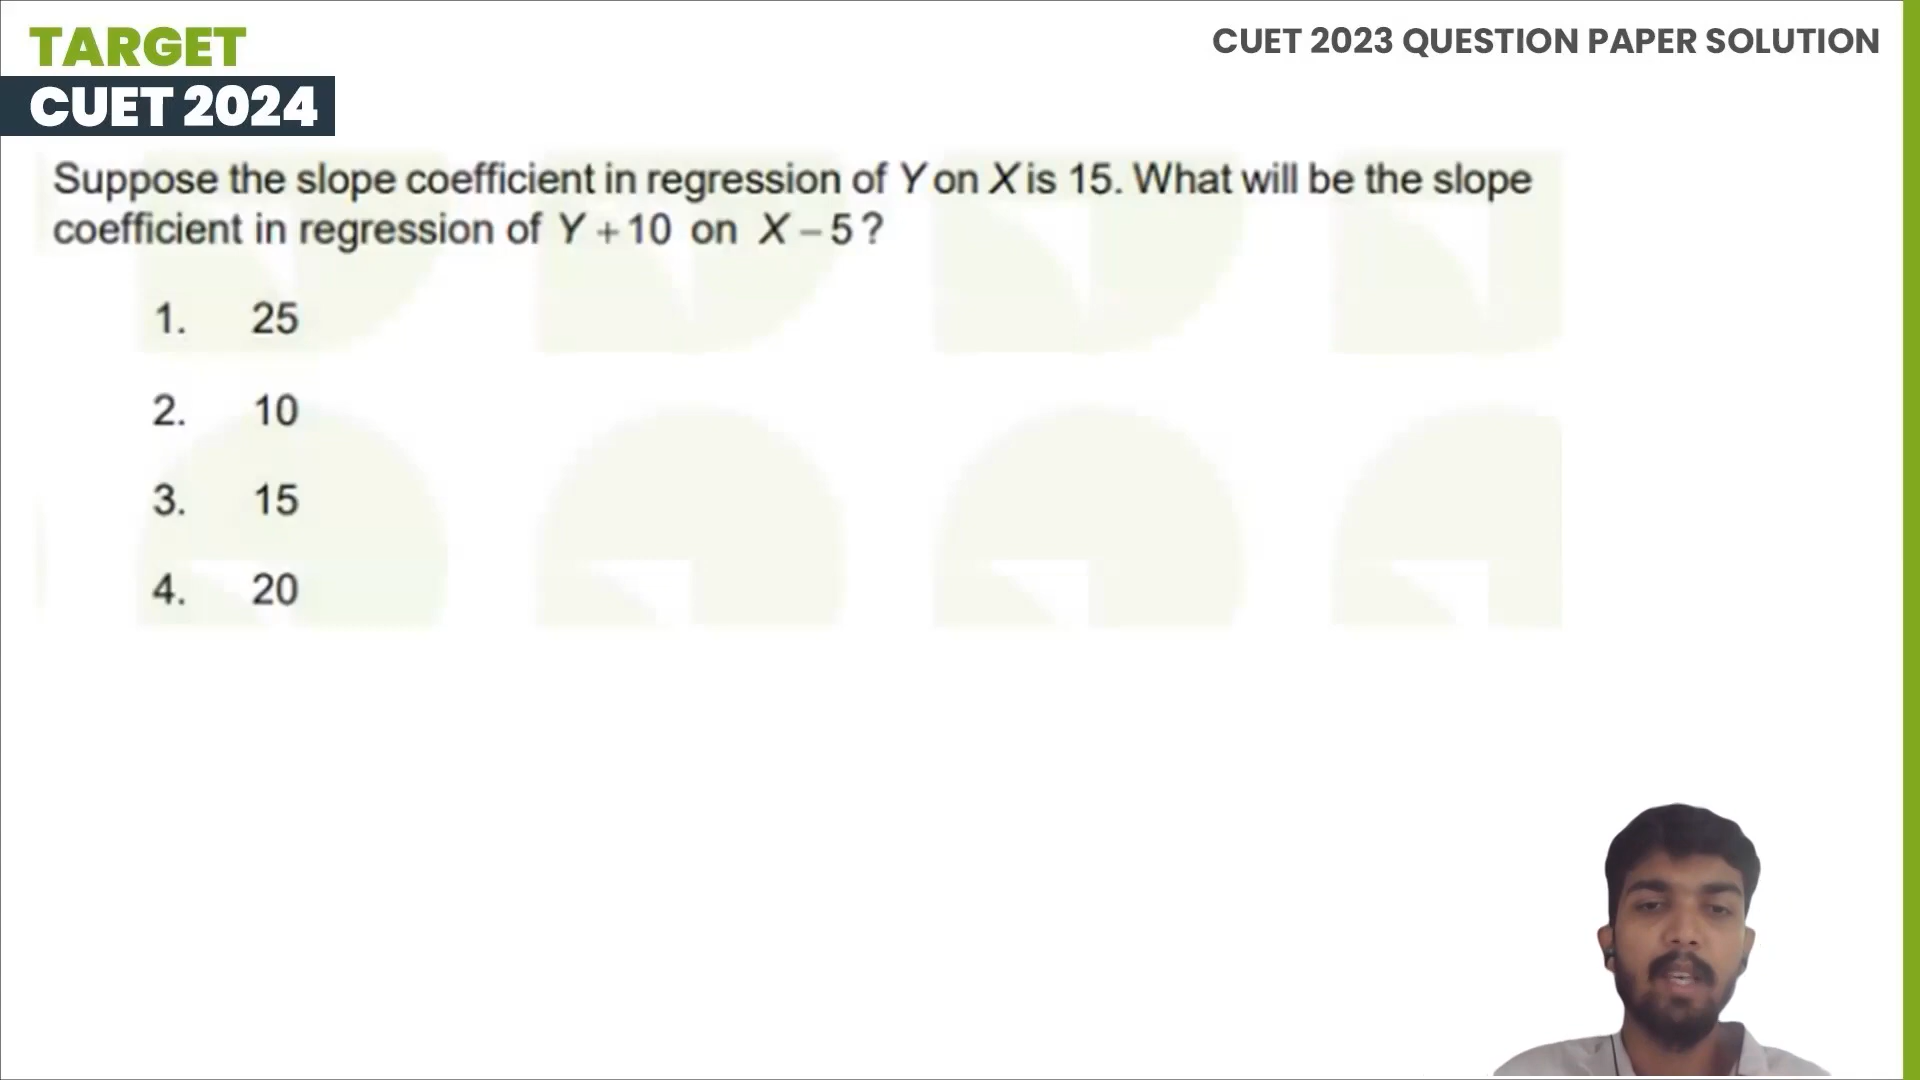 TARGET
CUET 2024
CUET 2023 QUESTION PAPER SOLUTION
Suppose the slope coefficient in regression of Y on X is 15. What will be the slope
coefficient in regression of Y + 10 on X – 5 ?
1. 25
2. 10
3. 15
4. 20